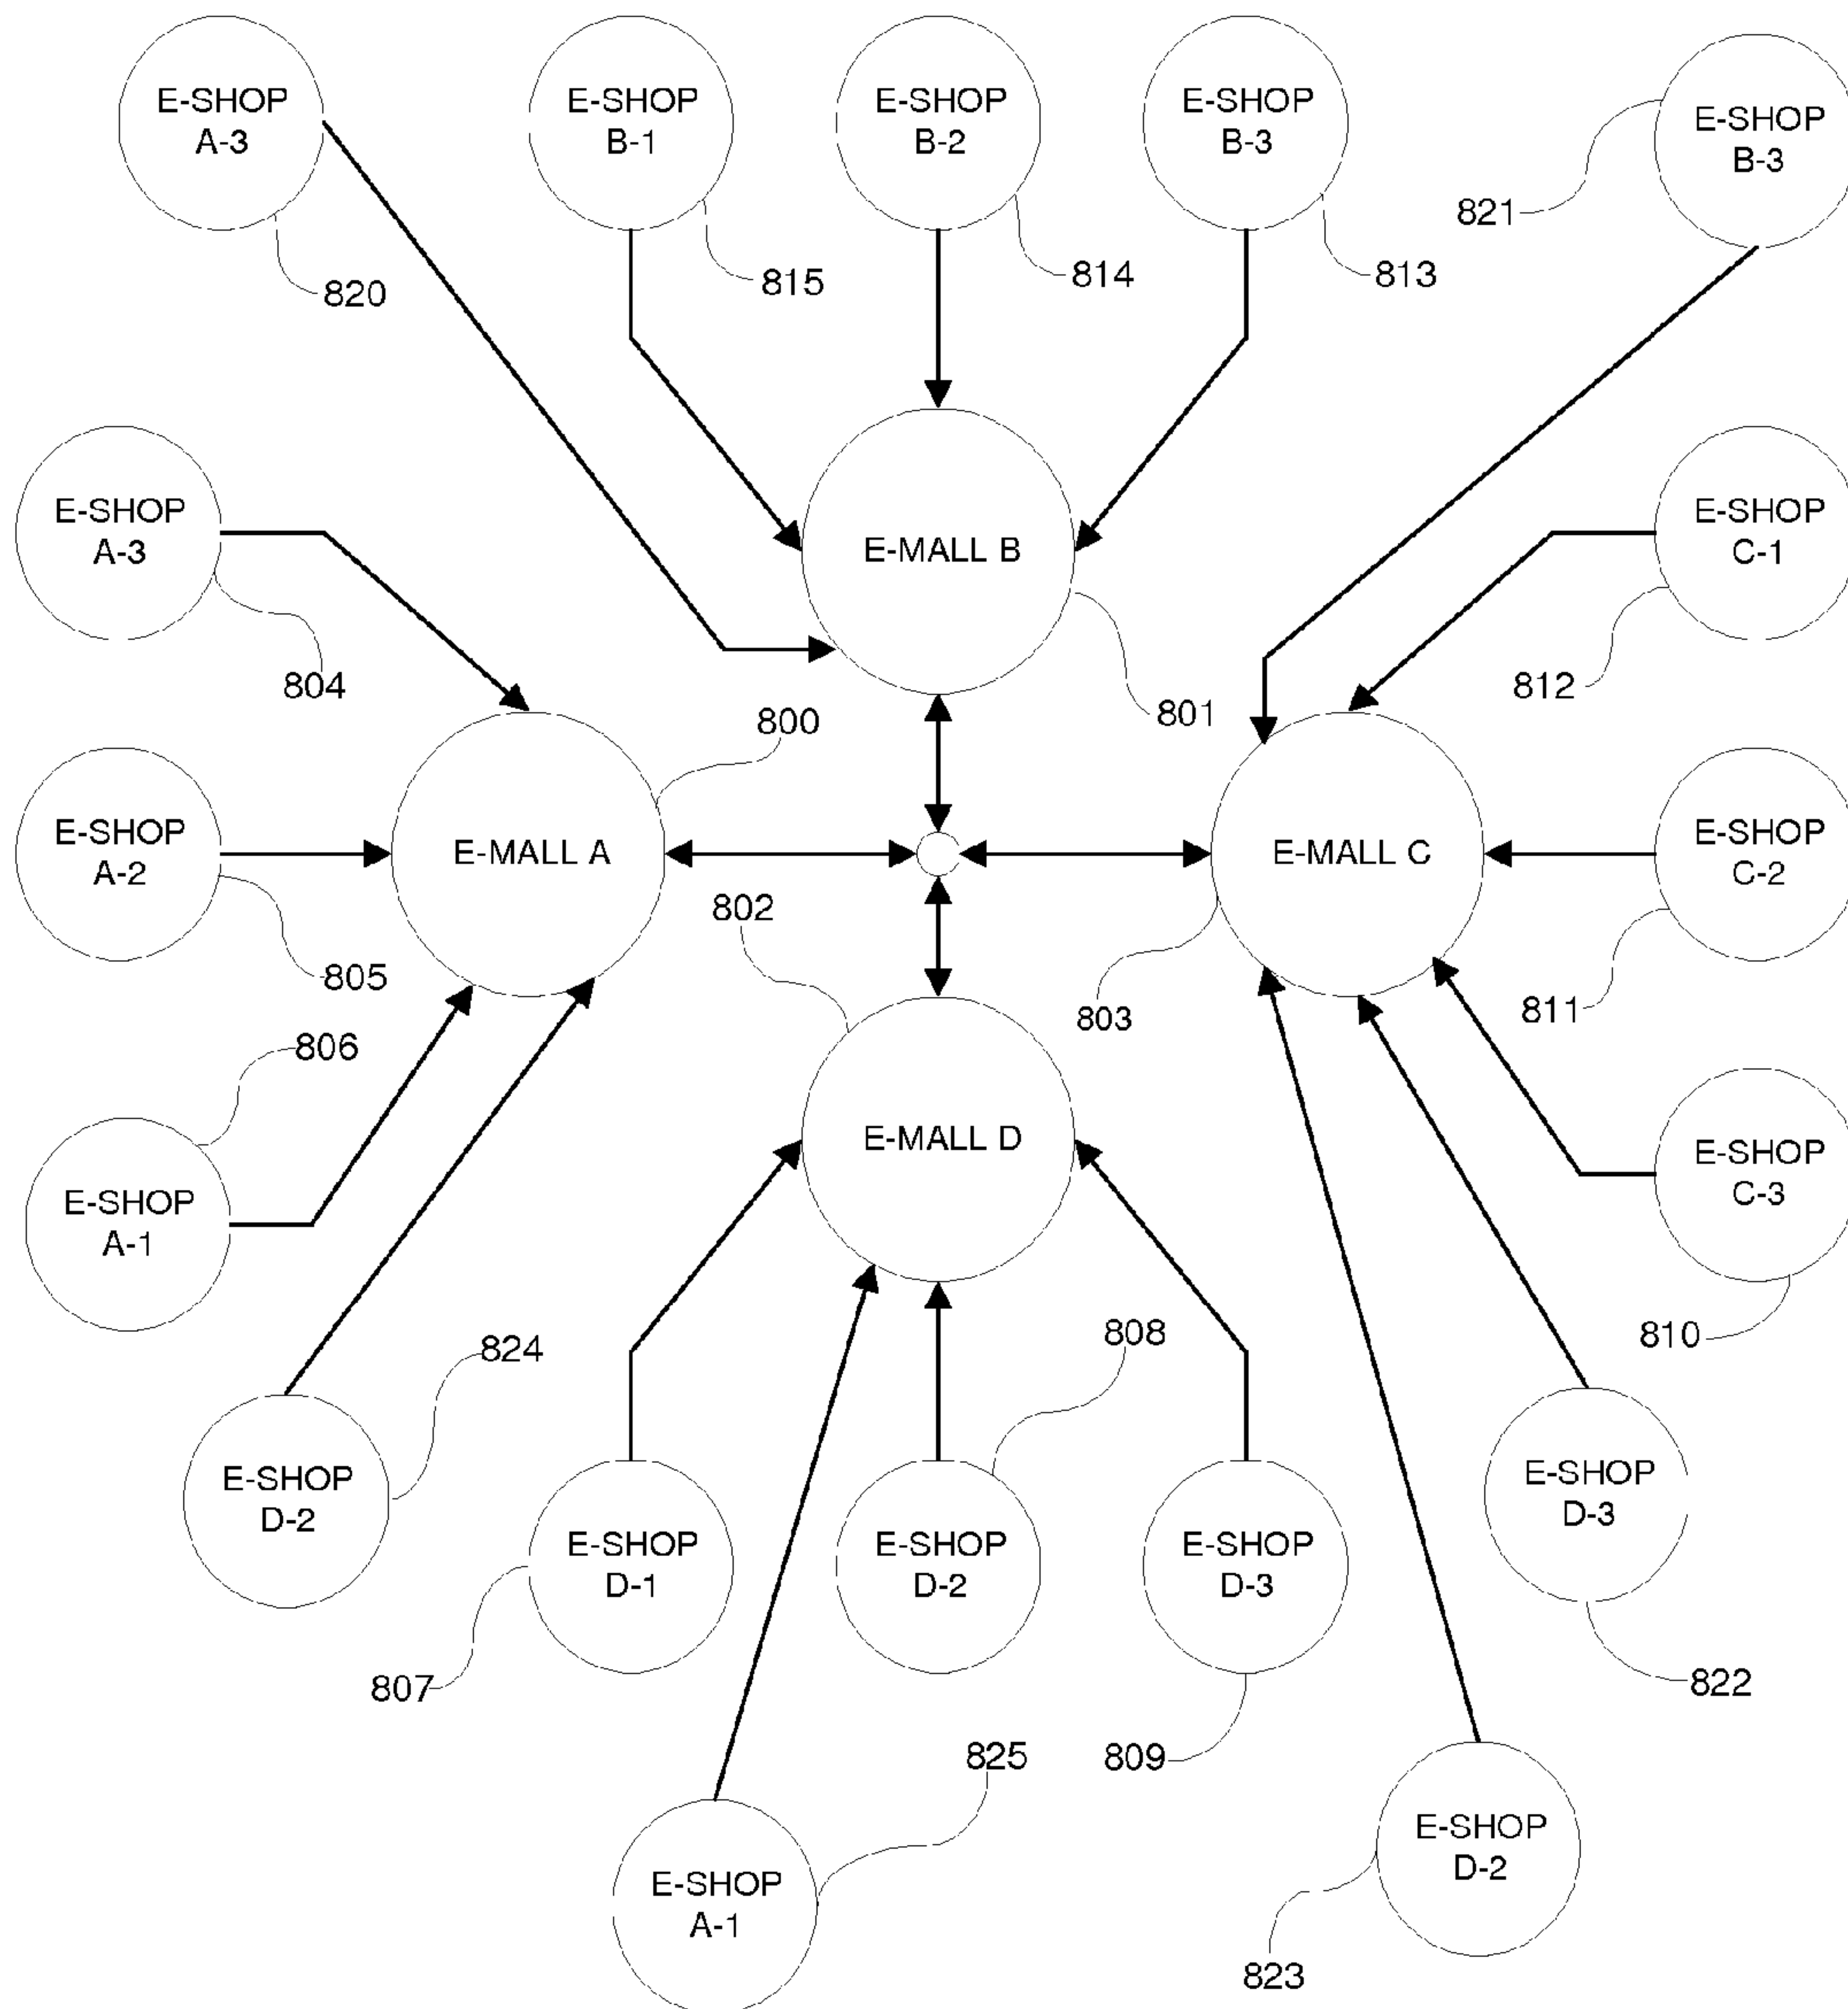 E-SHOP
A-3
E-SHOP
B-1
E-SHOP
B-2
E-SHOP
B-3
E-SHOP
B-3
821
820
815
814
813
E-SHOP
A-3
E-MALL B
E-SHOP
C-1
804
812
801
800
E-SHOP
A-2
E-MALL A
E-MALL C
E-SHOP
C-2
802
805
803
811
806
E-MALL D
E-SHOP
C-3
E-SHOP
A-1
808
810
824
E-SHOP
D-2
E-SHOP
D-1
E-SHOP
D-2
E-SHOP
D-3
E-SHOP
D-3
807
822
825
809
E-SHOP
A-1
E-SHOP
D-2
823